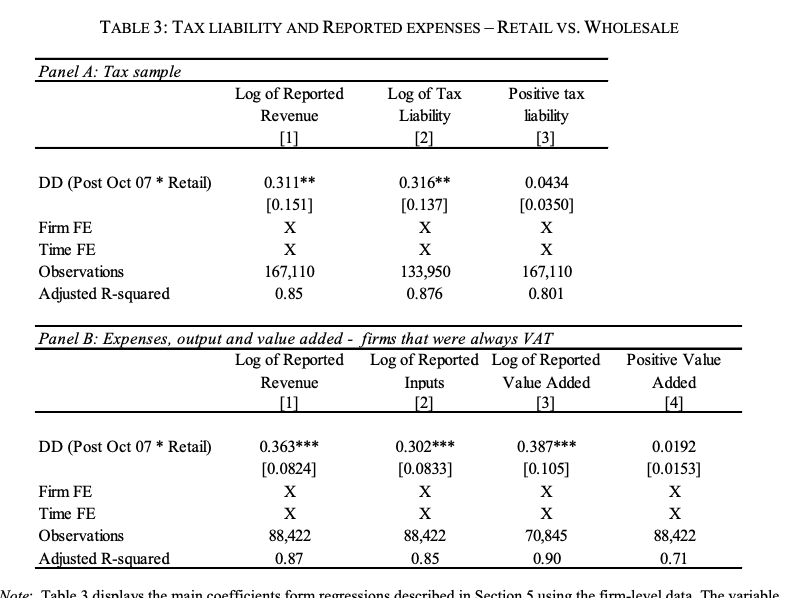 TABLE 3: TAX LIABILITY AND REPORTED EXPENSES – RETAIL VS. WHOLESALE
Panel A: Tax sample
Log of Reported Log of Tax Positive tax
Revenue Liability liability
[1] [2] [3]
DD (Post Oct 07 * Retail) 0.311** 0.316** 0.0434
[0.151] [0.137] [0.0350]
Firm FE X X X
Time FE X X X
Observations 167,110 133,950 167,110
Adjusted R-squared 0.85 0.876 0.801
Panel B: Expenses, output and value added - firms that were always VAT
Log of Reported Log of Reported Log of Reported Positive Value
Revenue Inputs Value Added Added
[1] [2] [3] [4]
DD (Post Oct 07 * Retail) 0.363*** 0.302*** 0.387*** 0.0192
[0.0824] [0.0833] [0.105] [0.0153]
Firm FE X X X X
Time FE X X X X
Observations 88,422 88,422 70,845 88,422
Adjusted R-squared 0.87 0.85 0.90 0.71
Note: Table 3 displays the main coefficients form regressions described in Section 5 using the firm-level data. The variable